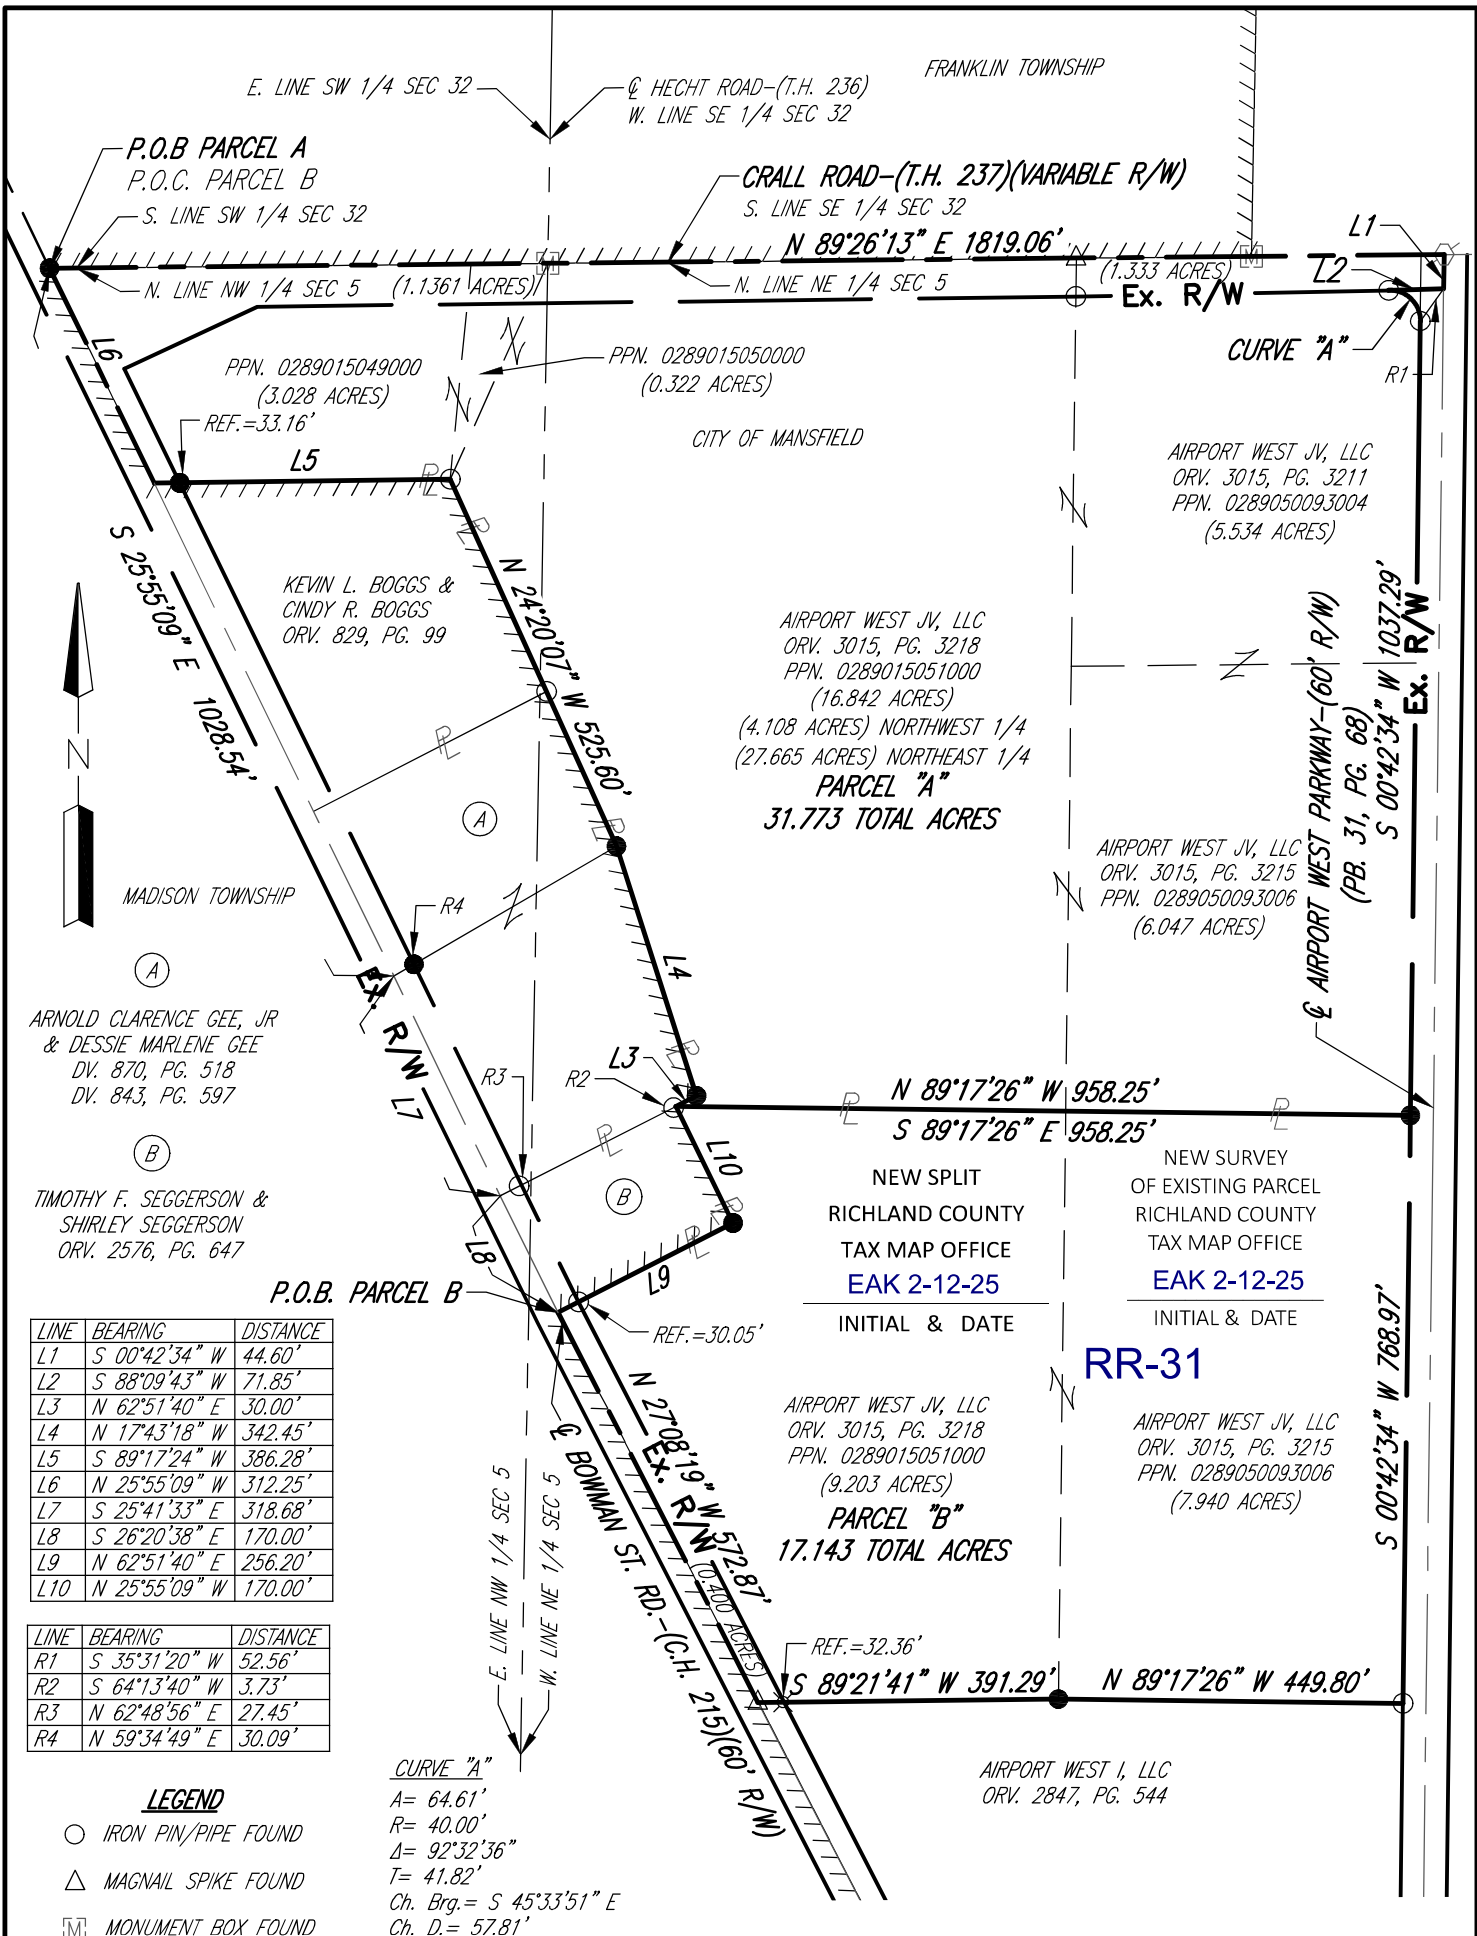 FRANKLIN TOWNSHIP
E. LINE SW 1/4 SEC 32
℄ HECHT ROAD-(T.H. 236)
W. LINE SE 1/4 SEC 32
P.O.B PARCEL A
P.O.C. PARCEL B
S. LINE SW 1/4 SEC 32
CRALL ROAD-(T.H. 237)(VARIABLE R/W)
S. LINE SE 1/4 SEC 32
N 89°26'13" E 1819.06'
L1
M
M
N. LINE NW 1/4 SEC 5
(1.1361 ACRES)
N. LINE NE 1/4 SEC 5
(1.333 ACRES)
L2
Ex. R/W
CURVE "A"
R1
L6
PPN. 0289015049000
(3.028 ACRES)
PPN. 0289015050000
(0.322 ACRES)
REF.=33.16'
L5
CITY OF MANSFIELD
AIRPORT WEST JV, LLC
ORV. 3015, PG. 3211
PPN. 0289050093004
(5.534 ACRES)
S 25°55'09" E 1028.54'
KEVIN L. BOGGS &
CINDY R. BOGGS
ORV. 829, PG. 99
N 24°20'07" W 525.60'
AIRPORT WEST JV, LLC
ORV. 3015, PG. 3218
PPN. 0289015051000
(16.842 ACRES)
(4.108 ACRES) NORTHWEST 1/4
(27.665 ACRES) NORTHEAST 1/4
PARCEL "A"
31.773 TOTAL ACRES
℄ AIRPORT WEST PARKWAY-(60' R/W)
(PB. 31, PG. 68)
S 00°42'34" W 1037.29'
Ex. R/W
N
A
MADISON TOWNSHIP
R4
AIRPORT WEST JV, LLC
ORV. 3015, PG. 3215
PPN. 0289050093006
(6.047 ACRES)
A
ARNOLD CLARENCE GEE, JR
& DESSIE MARLENE GEE
DV. 870, PG. 518
DV. 843, PG. 597
Ex. R/W
L7
L4
L3
R3
R2
N 89°17'26" W 958.25'
S 89°17'26" E 958.25'
B
TIMOTHY F. SEGGERSON &
SHIRLEY SEGGERSON
ORV. 2576, PG. 647
L10
B
L8
L9
P.O.B. PARCEL B
REF.=30.05'
NEW SPLIT
RICHLAND COUNTY
TAX MAP OFFICE
EAK 2-12-25
INITIAL & DATE
NEW SURVEY
OF EXISTING PARCEL
RICHLAND COUNTY
TAX MAP OFFICE
EAK 2-12-25
INITIAL & DATE
RR-31
S 00°42'34" W 768.97'
LINE BEARING DISTANCE
L1 S 00°42'34" W 44.60'
L2 S 88°09'43" W 71.85'
L3 N 62°51'40" E 30.00'
L4 N 17°43'18" W 342.45'
L5 S 89°17'24" W 386.28'
L6 N 25°55'09" W 312.25'
L7 S 25°41'33" E 318.68'
L8 S 26°20'38" E 170.00'
L9 N 62°51'40" E 256.20'
L10 N 25°55'09" W 170.00'
LINE BEARING DISTANCE
R1 S 35°31'20" W 52.56'
R2 S 64°13'40" W 3.73'
R3 N 62°48'56" E 27.45'
R4 N 59°34'49" E 30.09'
N 27°08'19" W 572.87'
Ex. R/W
(0.400 ACRES)
℄ BOWMAN ST. RD.-(C.H. 215)(60' R/W)
E. LINE NW 1/4 SEC 5
W. LINE NE 1/4 SEC 5
AIRPORT WEST JV, LLC
ORV. 3015, PG. 3218
PPN. 0289015051000
(9.203 ACRES)
PARCEL "B"
17.143 TOTAL ACRES
AIRPORT WEST JV, LLC
ORV. 3015, PG. 3215
PPN. 0289050093006
(7.940 ACRES)
REF.=32.36'
S 89°21'41" W 391.29'
N 89°17'26" W 449.80'
AIRPORT WEST I, LLC
ORV. 2847, PG. 544
LEGEND
IRON PIN/PIPE FOUND
MAGNAIL SPIKE FOUND
M MONUMENT BOX FOUND
CURVE "A"
A= 64.61'
R= 40.00'
Δ= 92°32'36"
T= 41.82'
Ch. Brg.= S 45°33'51" E
Ch. D.= 57.81'